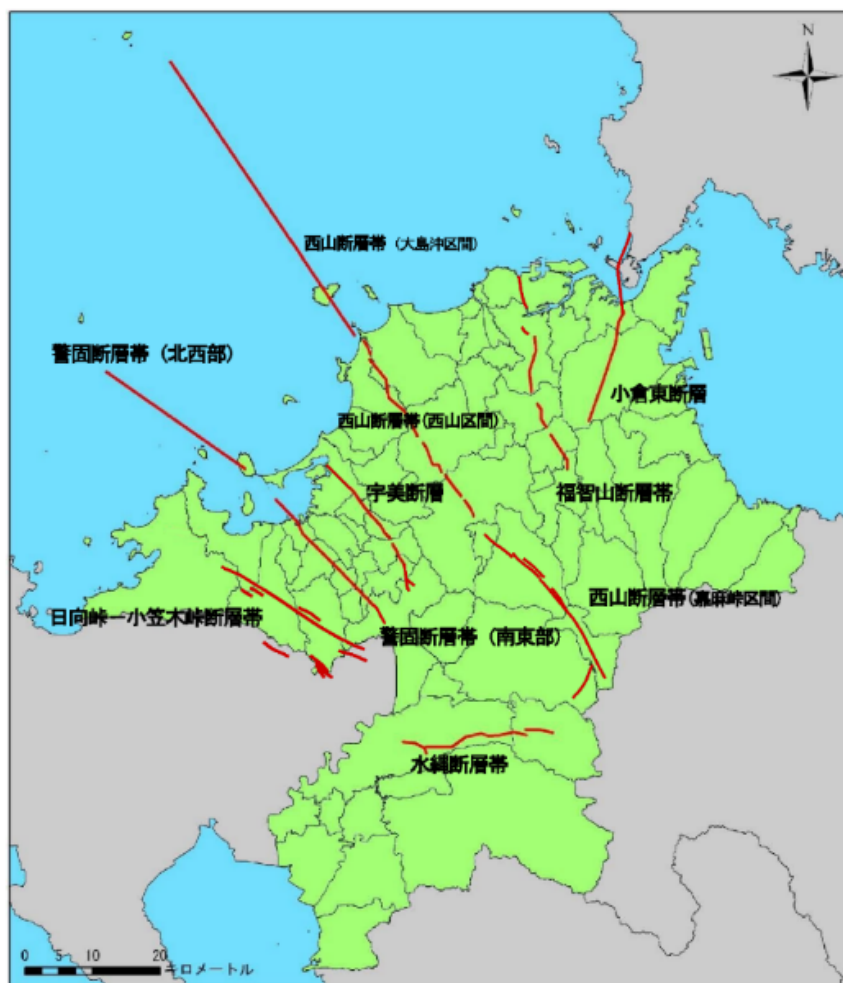 N
西山断層帯（大島沖区間）
警固断層帯（北西部）
小倉東断層
西山断層帯(西山区間)
宇美断層
福智山断層帯
西山断層帯(嘉麻峠区間)
日向峠ー小笠木峠断層帯
警固断層帯（南東部）
水縄断層帯
0 5 10 20
キロメートル